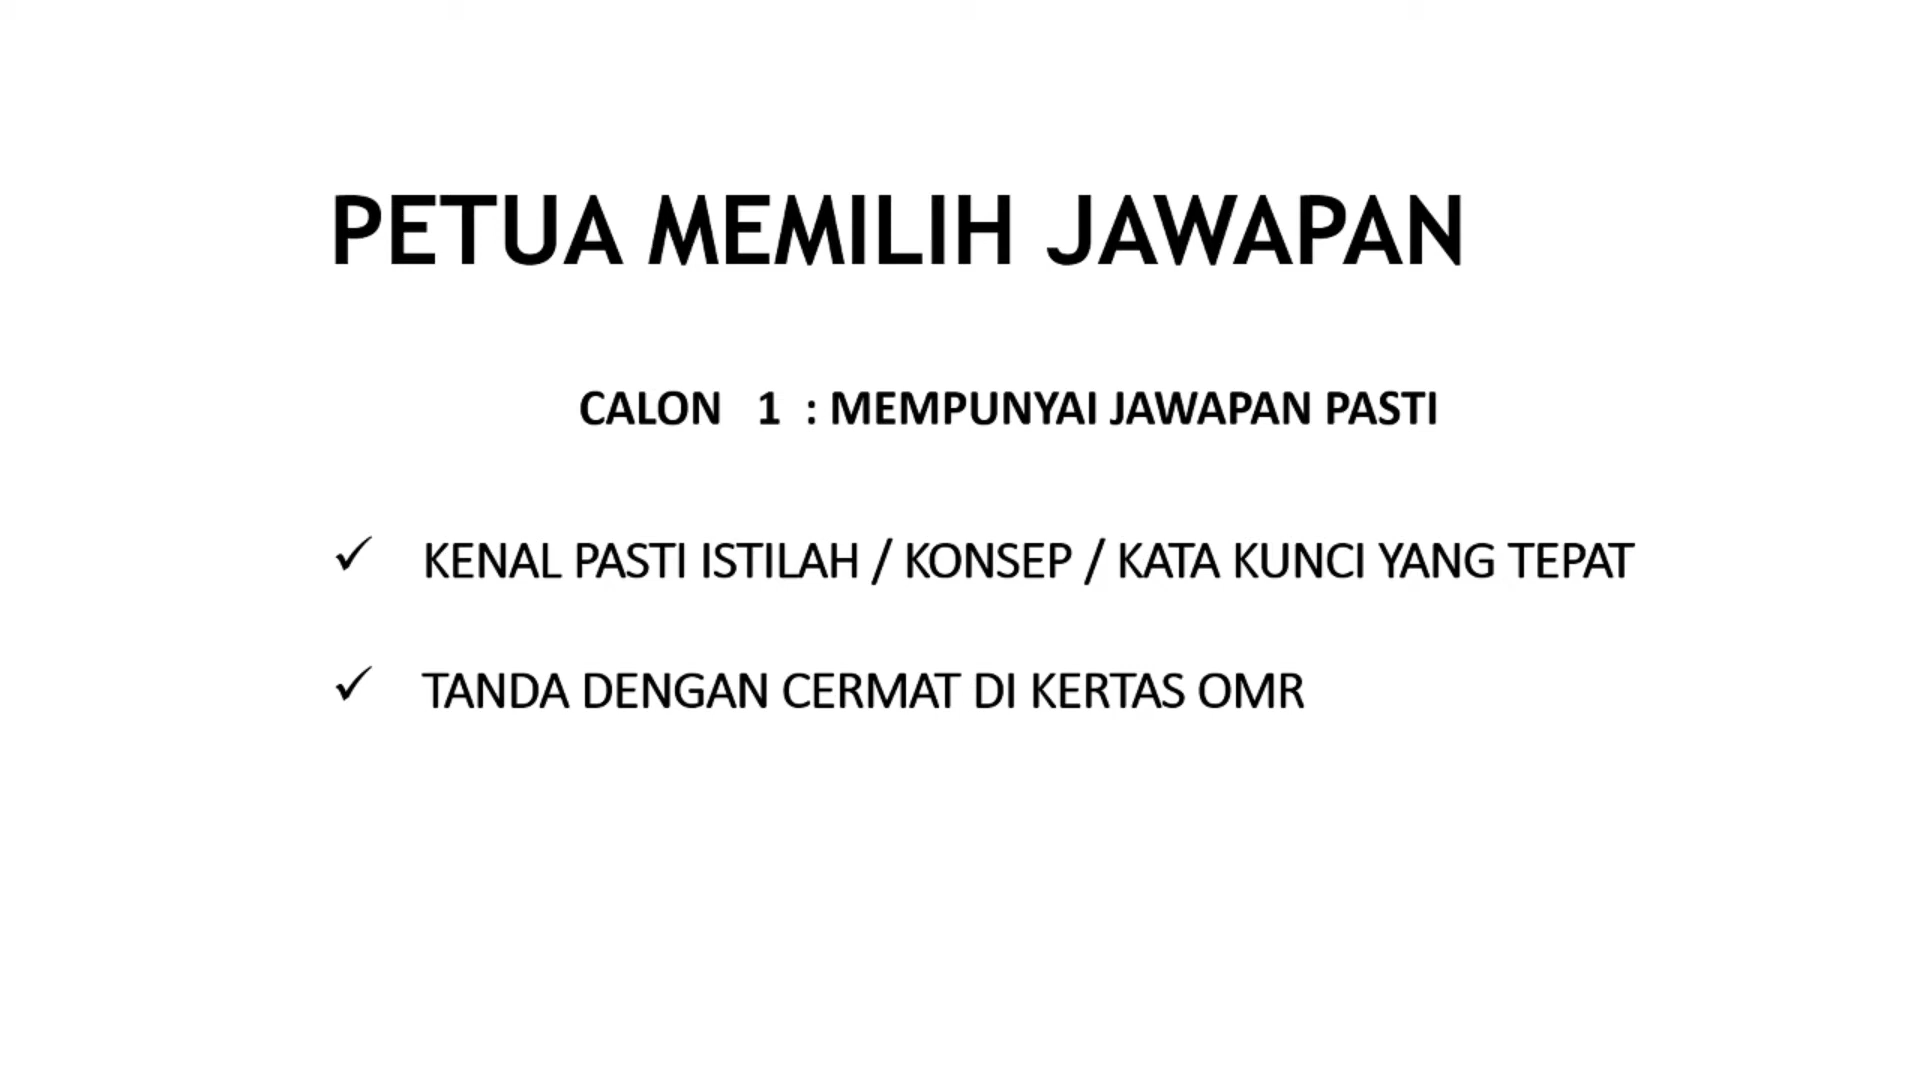 PETUA MEMILIH JAWAPAN
CALON 1 : MEMPUNYAI JAWAPAN PASTI
✓ KENAL PASTI ISTILAH / KONSEP / KATA KUNCI YANG TEPAT
✓ TANDA DENGAN CERMAT DI KERTAS OMR